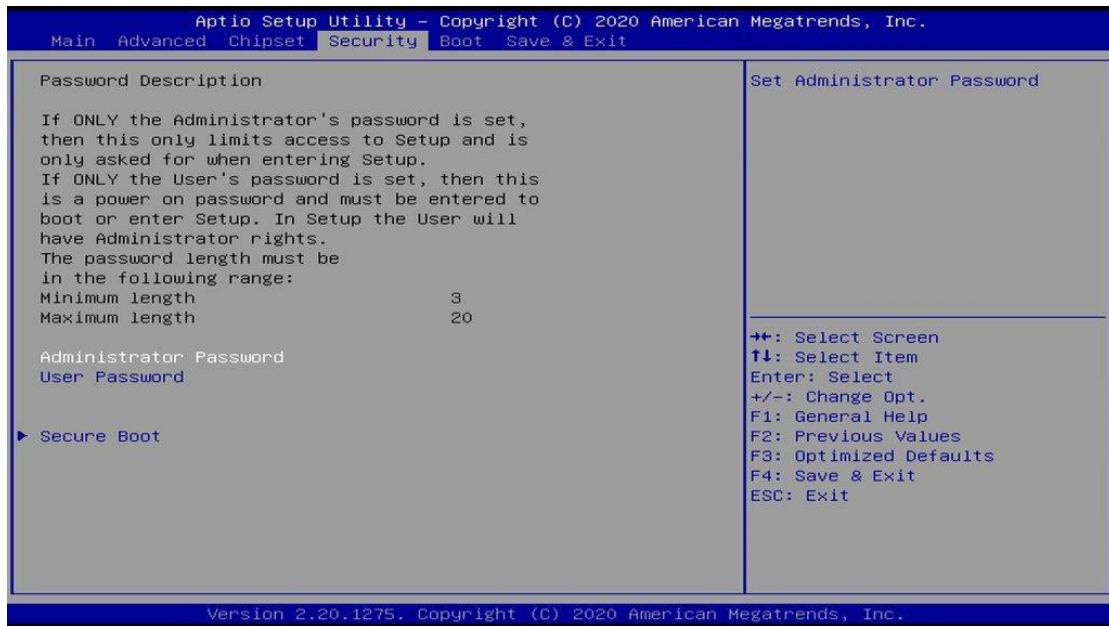 Aptio Setup Utility – Copyright (C) 2020 American Megatrends, Inc.
Main Advanced Chipset Security Boot Save & Exit
Password Description
If ONLY the Administrator's password is set,
then this only limits access to Setup and is
only asked for when entering Setup.
If ONLY the User's password is set, then this
is a power on password and must be entered to
boot or enter Setup. In Setup the User will
have Administrator rights.
The password length must be
in the following range:
Minimum length 3
Maximum length 20
Administrator Password
User Password
▶ Secure Boot
Set Administrator Password
→←: Select Screen
↑↓: Select Item
Enter: Select
+/-: Change Opt.
F1: General Help
F2: Previous Values
F3: Optimized Defaults
F4: Save & Exit
ESC: Exit
Version 2.20.1275. Copyright (C) 2020 American Megatrends, Inc.